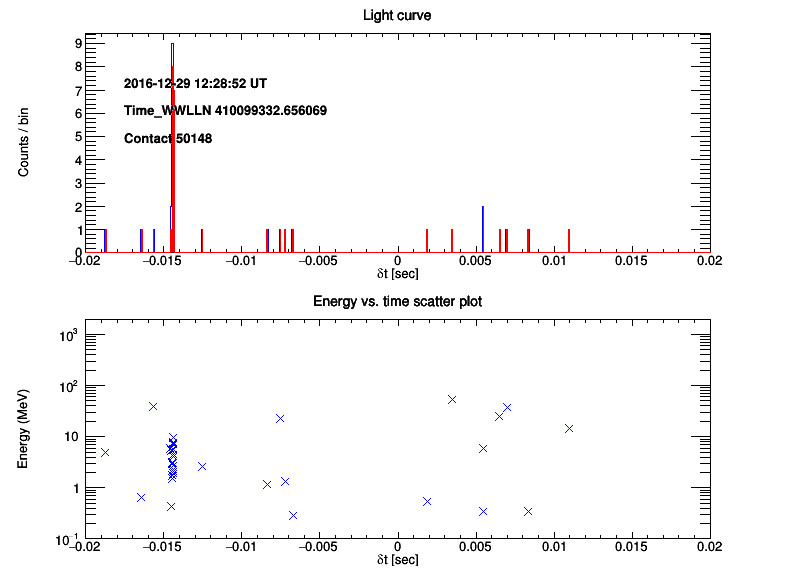 Light curve
9
8
7
6
5
4
3
2
1
0
Counts / bin
2016-12-29 12:28:52 UT
Time_WWLLN 410099332.656069
Contact 50148
−0.02 −0.015 −0.01 −0.005 0 0.005 0.01 0.015 0.02
δt [sec]
Energy vs. time scatter plot
10³
10²
10
1
10⁻¹
Energy (MeV)
−0.02 −0.015 −0.01 −0.005 0 0.005 0.01 0.015 0.02
δt [sec]